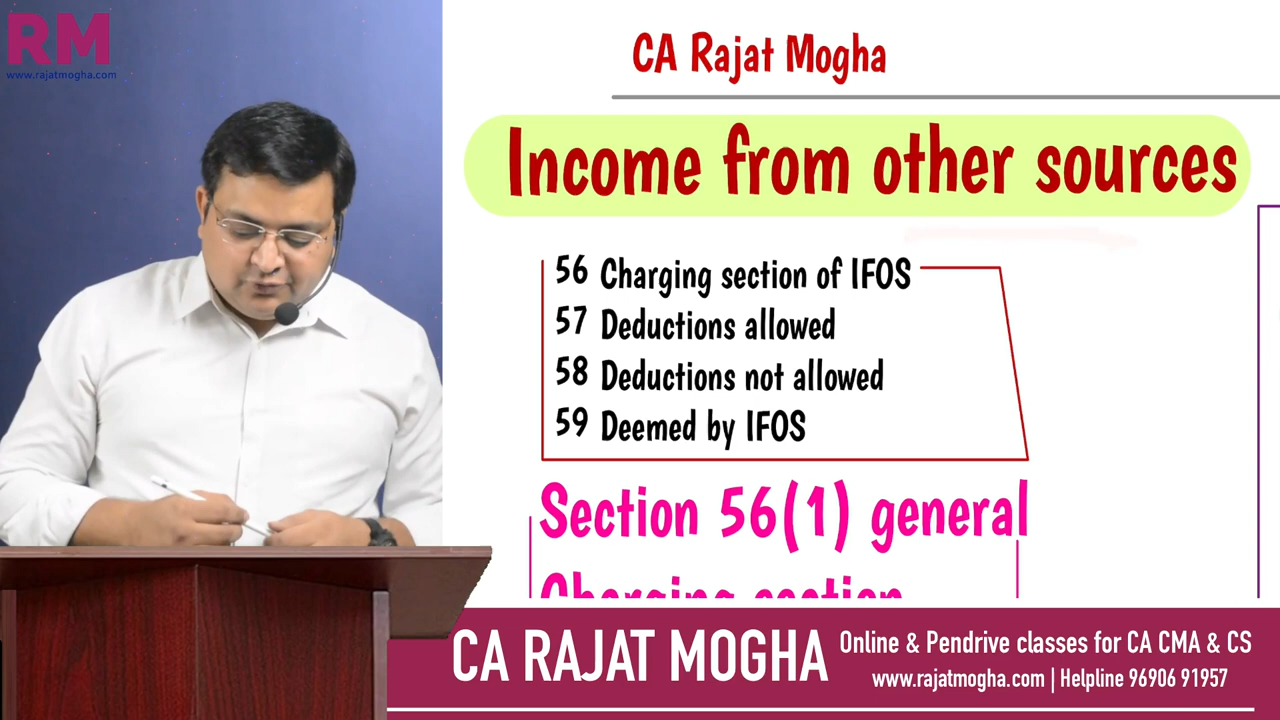 RM
www.rajatmogha.com
CA Rajat Mogha
Income from other sources
56 Charging section of IFOS
57 Deductions allowed
58 Deductions not allowed
59 Deemed by IFOS
Section 56(1) general
Charging section
CA RAJAT MOGHA
Online & Pendrive classes for CA CMA & CS
www.rajatmogha.com | Helpline 96906 91957